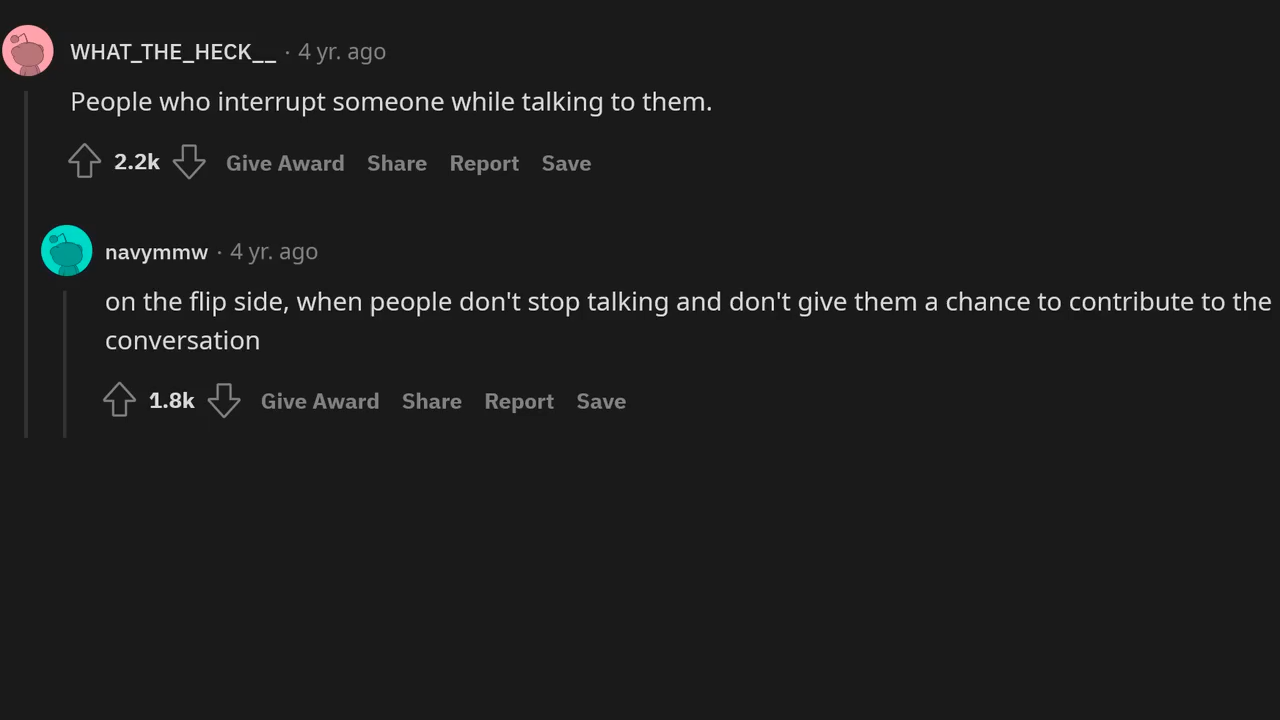 WHAT_THE_HECK__ · 4 yr. ago
People who interrupt someone while talking to them.
2.2k Give Award Share Report Save
navymmw · 4 yr. ago
on the flip side, when people don't stop talking and don't give them a chance to contribute to the
conversation
1.8k Give Award Share Report Save